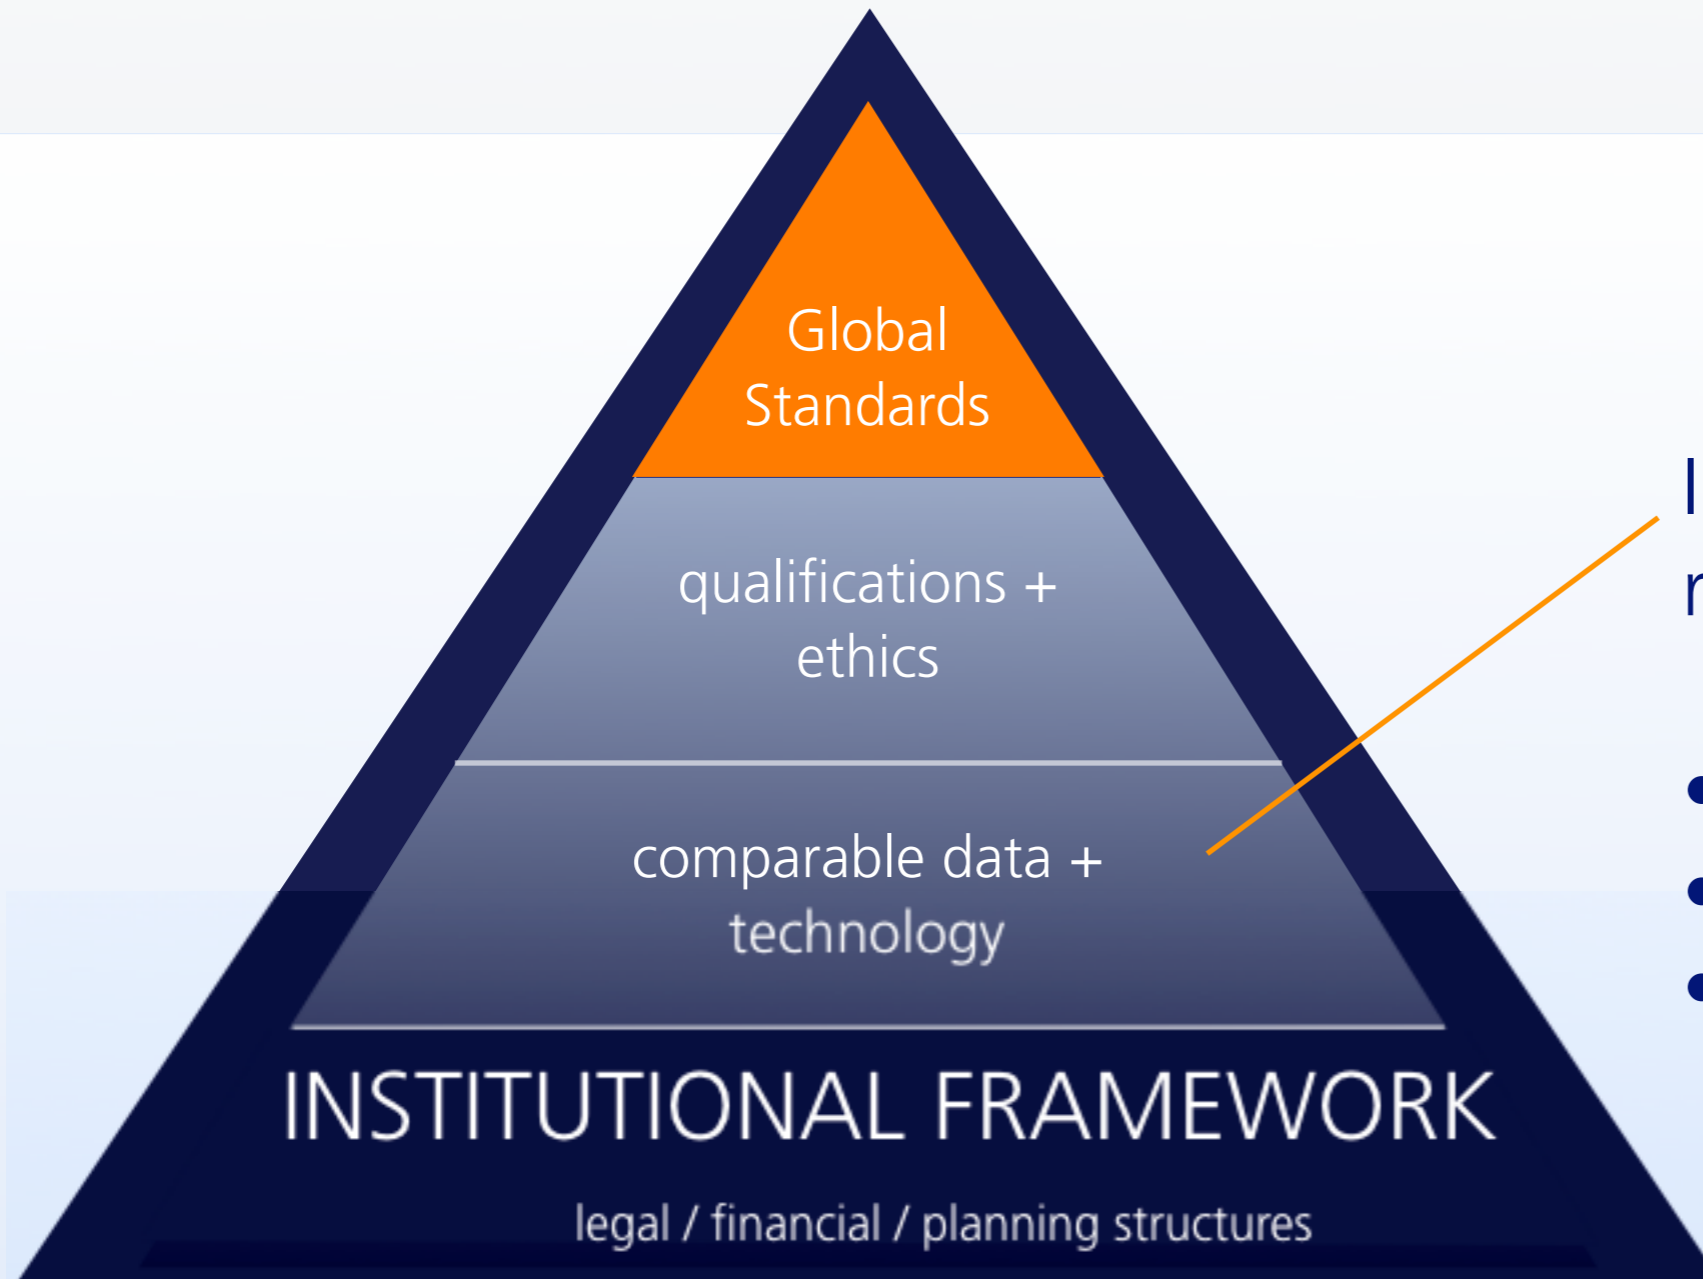 Global
Standards
qualifications +
ethics
comparable data +
technology
INSTITUTIONAL FRAMEWORK
legal / financial / planning structures